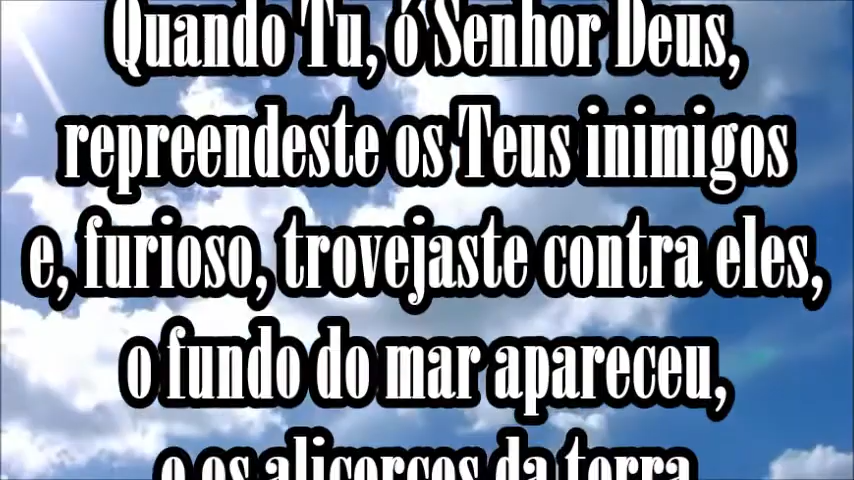 Quando Tu, ó Senhor Deus,
repreendeste os Teus inimigos
e, furioso, trovejaste contra eles,
o fundo do mar apareceu,
e os alicerces da terra